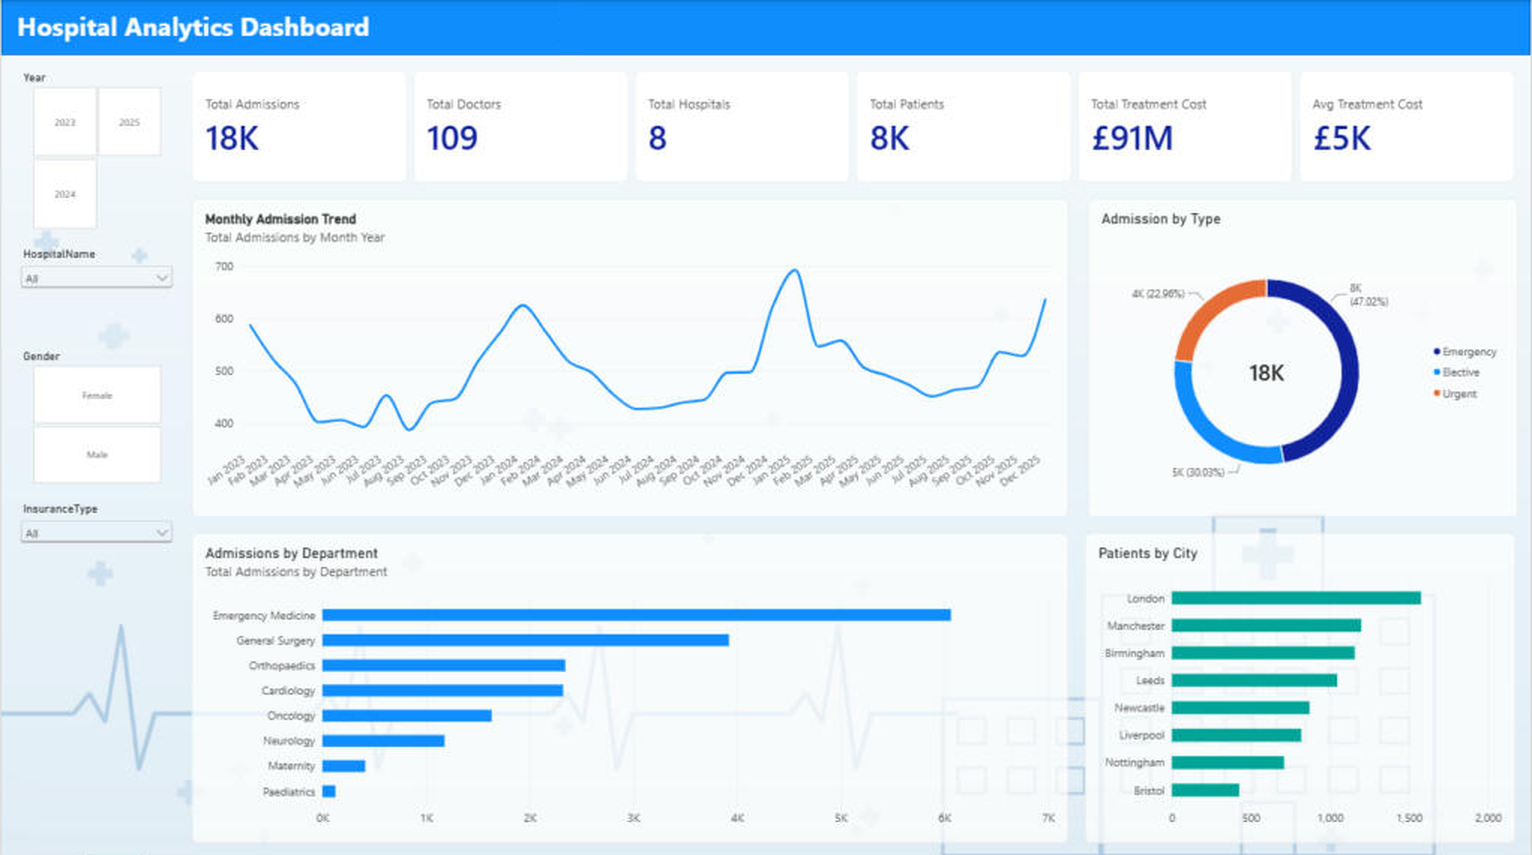 Hospital Analytics Dashboard
Year
2023
2025
2024
HospitalName
All
Gender
Female
Male
InsuranceType
All
Total Admissions
18K
Total Doctors
109
Total Hospitals
8
Total Patients
8K
Total Treatment Cost
£91M
Avg Treatment Cost
£5K
Monthly Admission Trend
Total Admissions by Month Year
700
600
500
400
Jan 2023
Feb 2023
Mar 2023
Apr 2023
May 2023
Jun 2023
Jul 2023
Aug 2023
Sep 2023
Oct 2023
Nov 2023
Dec 2023
Jan 2024
Feb 2024
Mar 2024
Apr 2024
May 2024
Jun 2024
Jul 2024
Aug 2024
Sep 2024
Oct 2024
Nov 2024
Dec 2024
Jan 2025
Feb 2025
Mar 2025
Apr 2025
May 2025
Jun 2025
Jul 2025
Aug 2025
Sep 2025
Oct 2025
Nov 2025
Dec 2025
Admission by Type
4K (22.96%)
8K
(47.02%)
18K
5K (30.03%)
Emergency
Elective
Urgent
Admissions by Department
Total Admissions by Department
Emergency Medicine
General Surgery
Orthopaedics
Cardiology
Oncology
Neurology
Maternity
Paediatrics
0K 1K 2K 3K 4K 5K 6K 7K
Patients by City
London
Manchester
Birmingham
Leeds
Newcastle
Liverpool
Nottingham
Bristol
0 500 1,000 1,500 2,000